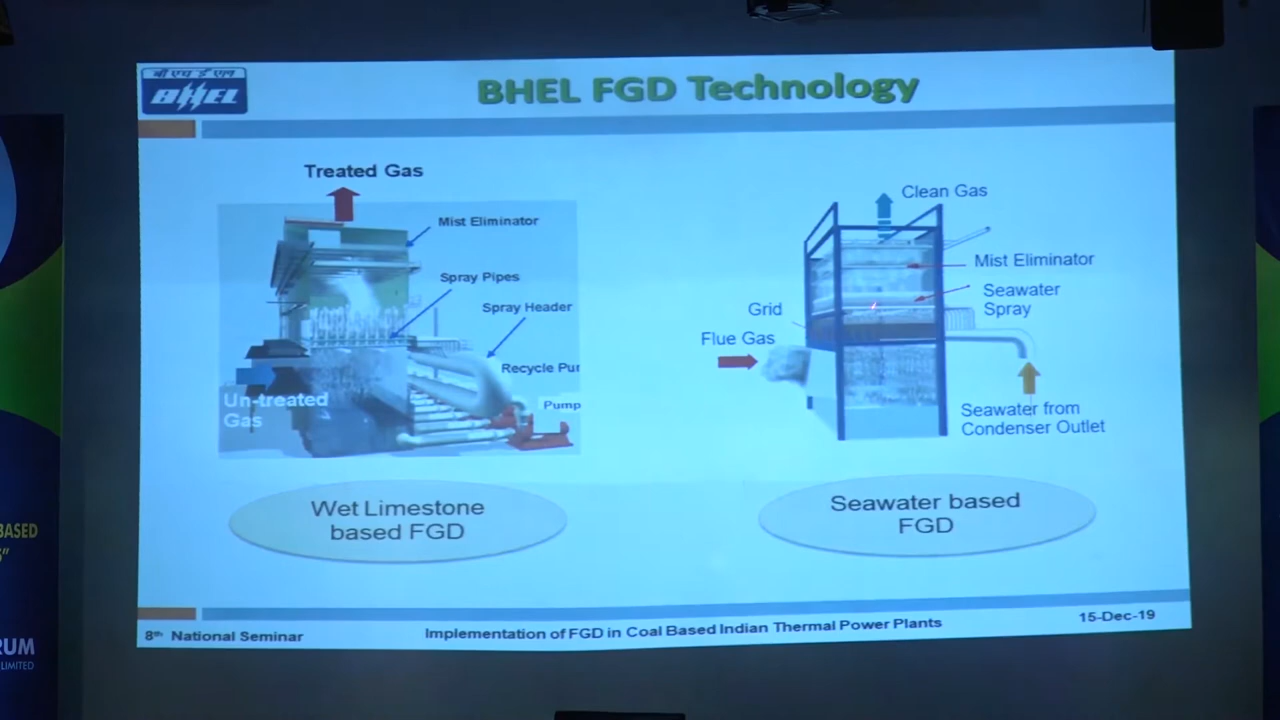 बी एच ई एल
BHEL
BHEL FGD Technology
Treated Gas
Mist Eliminator
Spray Pipes
Spray Header
Recycle Pu
Pump
Un-treated
Gas
Wet Limestone
based FGD
Clean Gas
Mist Eliminator
Seawater
Spray
Grid
Flue Gas
Seawater from
Condenser Outlet
Seawater based
FGD
8th National Seminar
Implementation of FGD in Coal Based Indian Thermal Power Plants
15-Dec-19
BASED
RUM
LIMITED